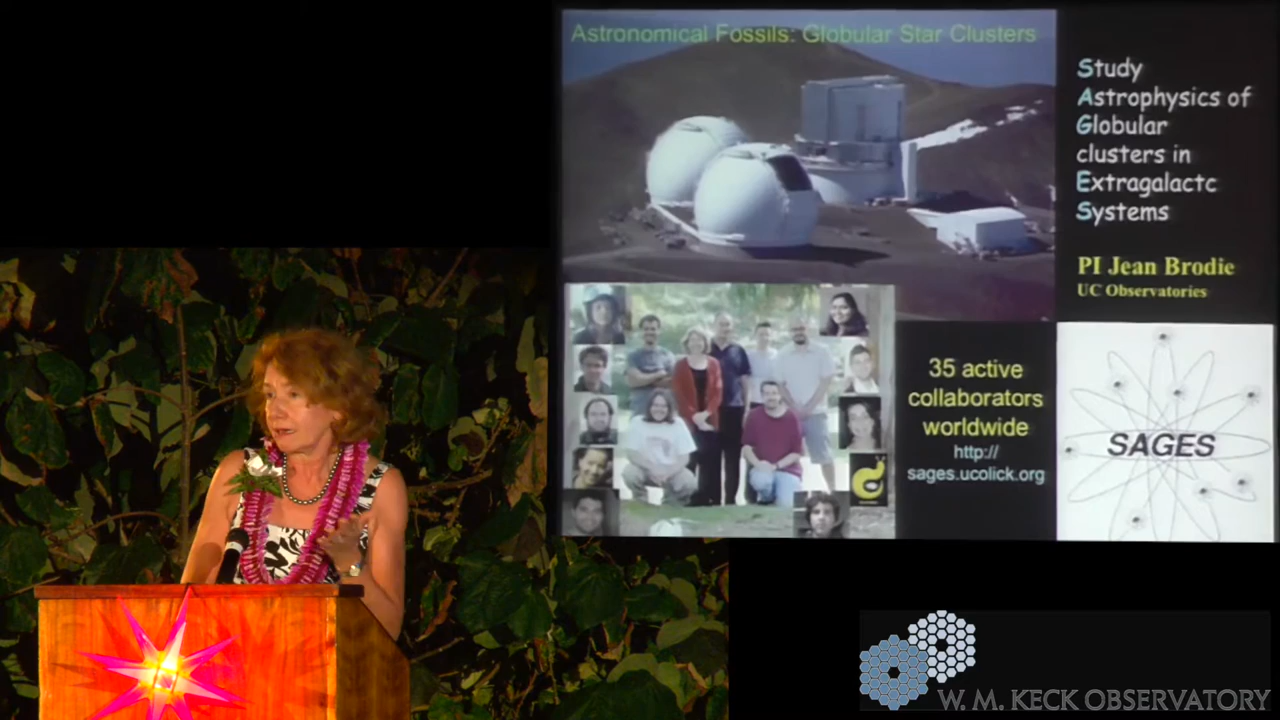 Astronomical Fossils: Globular Star Clusters
Study
Astrophysics of
Globular
clusters in
Extragalactc
Systems
PI Jean Brodie
UC Observatories
35 active
collaborators
worldwide
http://
sages.ucolick.org
SAGES
W. M. KECK OBSERVATORY